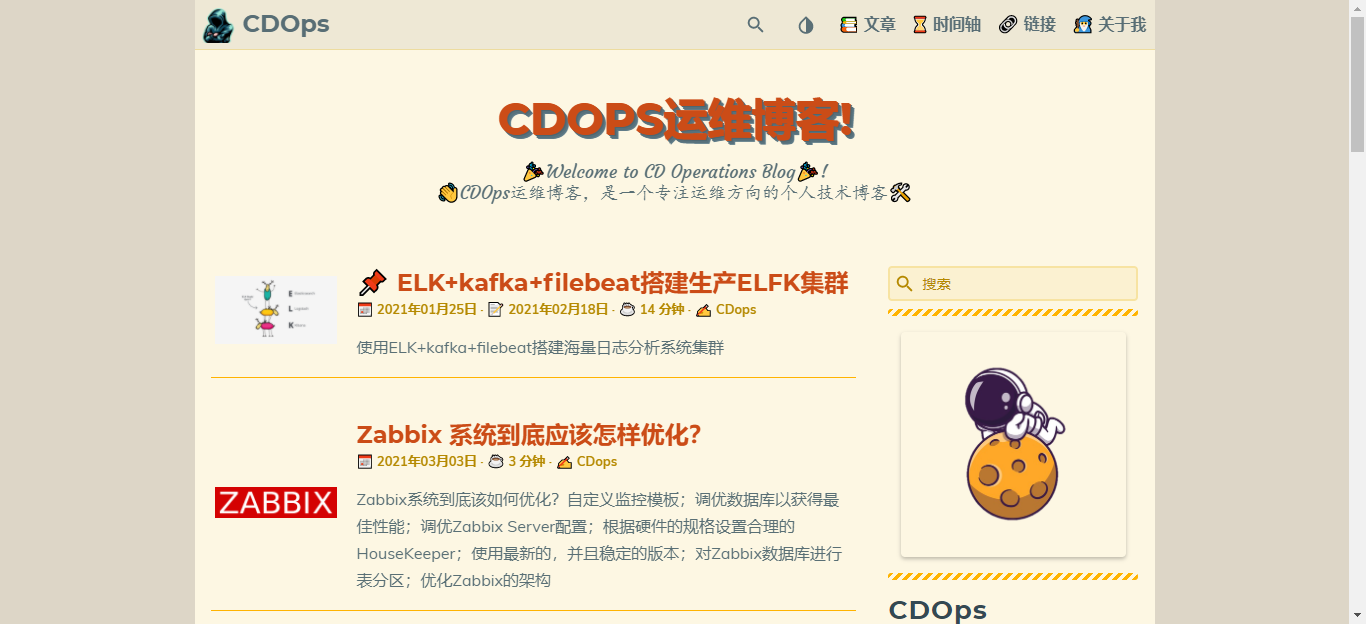 CDOps
文章
时间轴
链接
关于我
CDOPS运维博客!
Welcome to CD Operations Blog!
CDOps运维博客，是一个专注运维方向的个人技术博客
ELK+kafka+filebeat搭建生产ELFK集群
2021年01月25日 · 2021年02月18日 · 14 分钟 · CDops
使用ELK+kafka+filebeat搭建海量日志分析系统集群
搜索
E
L
K
Zabbix 系统到底应该怎样优化？
2021年03月03日 · 3 分钟 · CDops
ZABBIX
Zabbix系统到底该如何优化？自定义监控模板；调优数据库以获得最
佳性能；调优Zabbix Server配置；根据硬件的规格设置合理的
HouseKeeper；使用最新的，并且稳定的版本；对Zabbix数据库进行
表分区；优化Zabbix的架构
CDOps